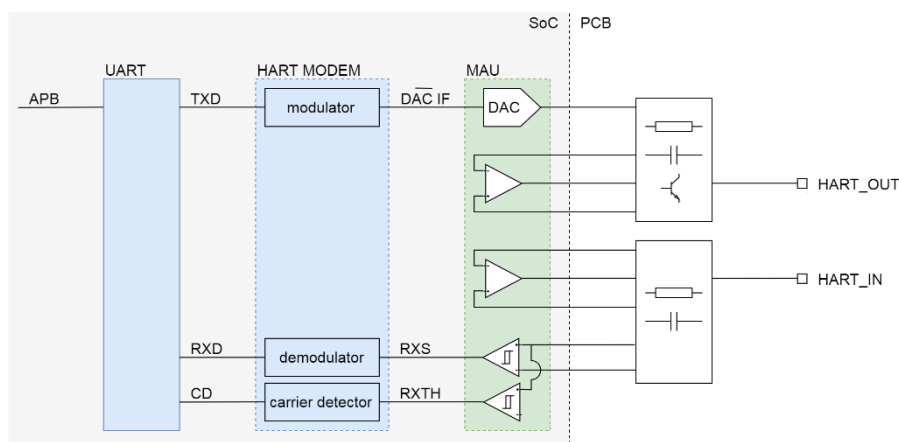 SoC PCB
UART HART MODEM MAU
APB TXD modulator DAC IF DAC
HART_OUT
HART_IN
RXD demodulator RXS
CD carrier detector RXTH